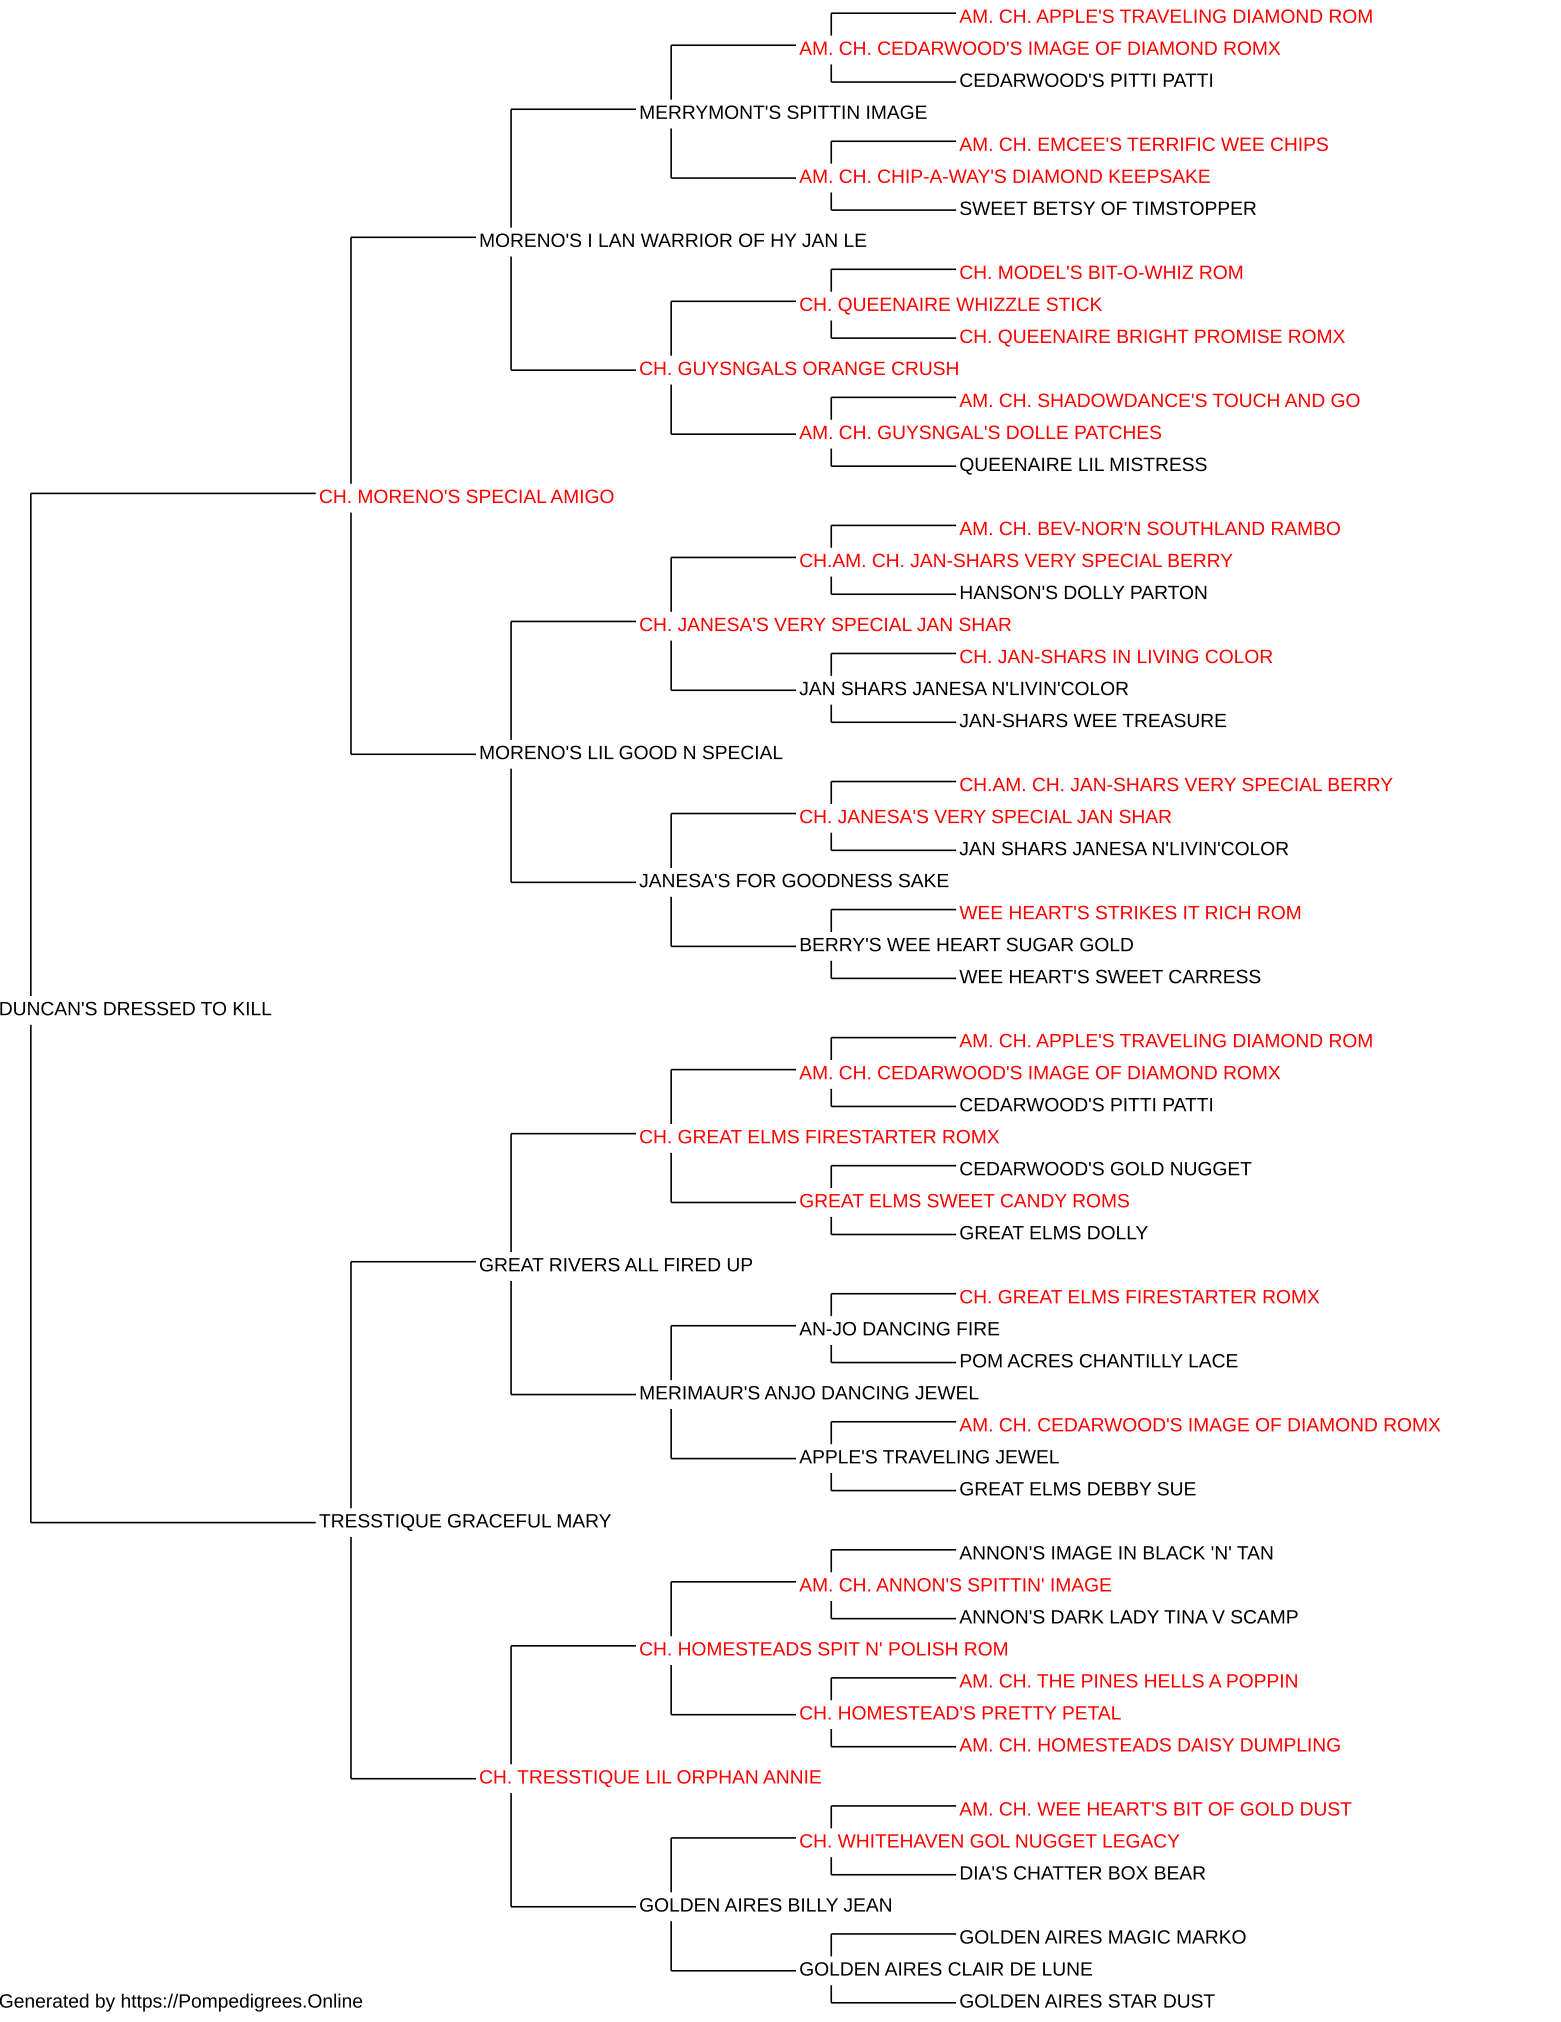 AM. CH. APPLE'S TRAVELING DIAMOND ROM
AM. CH. CEDARWOOD'S IMAGE OF DIAMOND ROMX
CEDARWOOD'S PITTI PATTI
MERRYMONT'S SPITTIN IMAGE
AM. CH. EMCEE'S TERRIFIC WEE CHIPS
AM. CH. CHIP-A-WAY'S DIAMOND KEEPSAKE
SWEET BETSY OF TIMSTOPPER
MORENO'S I LAN WARRIOR OF HY JAN LE
CH. MODEL'S BIT-O-WHIZ ROM
CH. QUEENAIRE WHIZZLE STICK
CH. QUEENAIRE BRIGHT PROMISE ROMX
CH. GUYSNGALS ORANGE CRUSH
AM. CH. SHADOWDANCE'S TOUCH AND GO
AM. CH. GUYSNGAL'S DOLLE PATCHES
QUEENAIRE LIL MISTRESS
CH. MORENO'S SPECIAL AMIGO
AM. CH. BEV-NOR'N SOUTHLAND RAMBO
CH.AM. CH. JAN-SHARS VERY SPECIAL BERRY
HANSON'S DOLLY PARTON
CH. JANESA'S VERY SPECIAL JAN SHAR
CH. JAN-SHARS IN LIVING COLOR
JAN SHARS JANESA N'LIVIN'COLOR
JAN-SHARS WEE TREASURE
MORENO'S LIL GOOD N SPECIAL
CH.AM. CH. JAN-SHARS VERY SPECIAL BERRY
CH. JANESA'S VERY SPECIAL JAN SHAR
JAN SHARS JANESA N'LIVIN'COLOR
JANESA'S FOR GOODNESS SAKE
WEE HEART'S STRIKES IT RICH ROM
BERRY'S WEE HEART SUGAR GOLD
WEE HEART'S SWEET CARRESS
DUNCAN'S DRESSED TO KILL
AM. CH. APPLE'S TRAVELING DIAMOND ROM
AM. CH. CEDARWOOD'S IMAGE OF DIAMOND ROMX
CEDARWOOD'S PITTI PATTI
CH. GREAT ELMS FIRESTARTER ROMX
CEDARWOOD'S GOLD NUGGET
GREAT ELMS SWEET CANDY ROMS
GREAT ELMS DOLLY
GREAT RIVERS ALL FIRED UP
CH. GREAT ELMS FIRESTARTER ROMX
AN-JO DANCING FIRE
POM ACRES CHANTILLY LACE
MERIMAUR'S ANJO DANCING JEWEL
AM. CH. CEDARWOOD'S IMAGE OF DIAMOND ROMX
APPLE'S TRAVELING JEWEL
GREAT ELMS DEBBY SUE
TRESSTIQUE GRACEFUL MARY
ANNON'S IMAGE IN BLACK 'N' TAN
AM. CH. ANNON'S SPITTIN' IMAGE
ANNON'S DARK LADY TINA V SCAMP
CH. HOMESTEADS SPIT N' POLISH ROM
AM. CH. THE PINES HELLS A POPPIN
CH. HOMESTEAD'S PRETTY PETAL
AM. CH. HOMESTEADS DAISY DUMPLING
CH. TRESSTIQUE LIL ORPHAN ANNIE
AM. CH. WEE HEART'S BIT OF GOLD DUST
CH. WHITEHAVEN GOL NUGGET LEGACY
DIA'S CHATTER BOX BEAR
GOLDEN AIRES BILLY JEAN
GOLDEN AIRES MAGIC MARKO
GOLDEN AIRES CLAIR DE LUNE
GOLDEN AIRES STAR DUST
Generated by https://Pompedigrees.Online